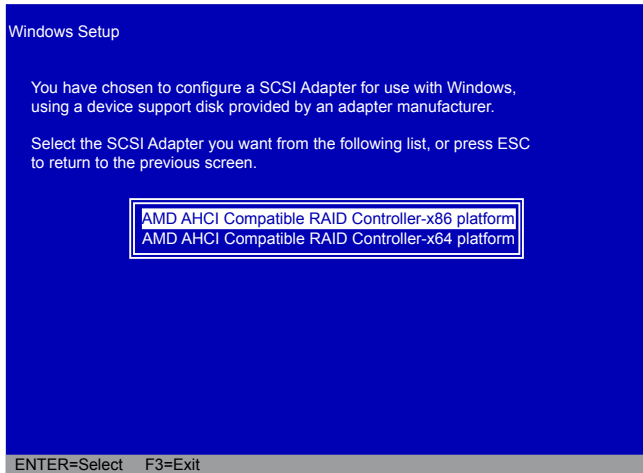 Windows Setup
You have chosen to configure a SCSI Adapter for use with Windows,
using a device support disk provided by an adapter manufacturer.
Select the SCSI Adapter you want from the following list, or press ESC
to return to the previous screen.
AMD AHCI Compatible RAID Controller-x86 platform
AMD AHCI Compatible RAID Controller-x64 platform
ENTER=Select F3=Exit